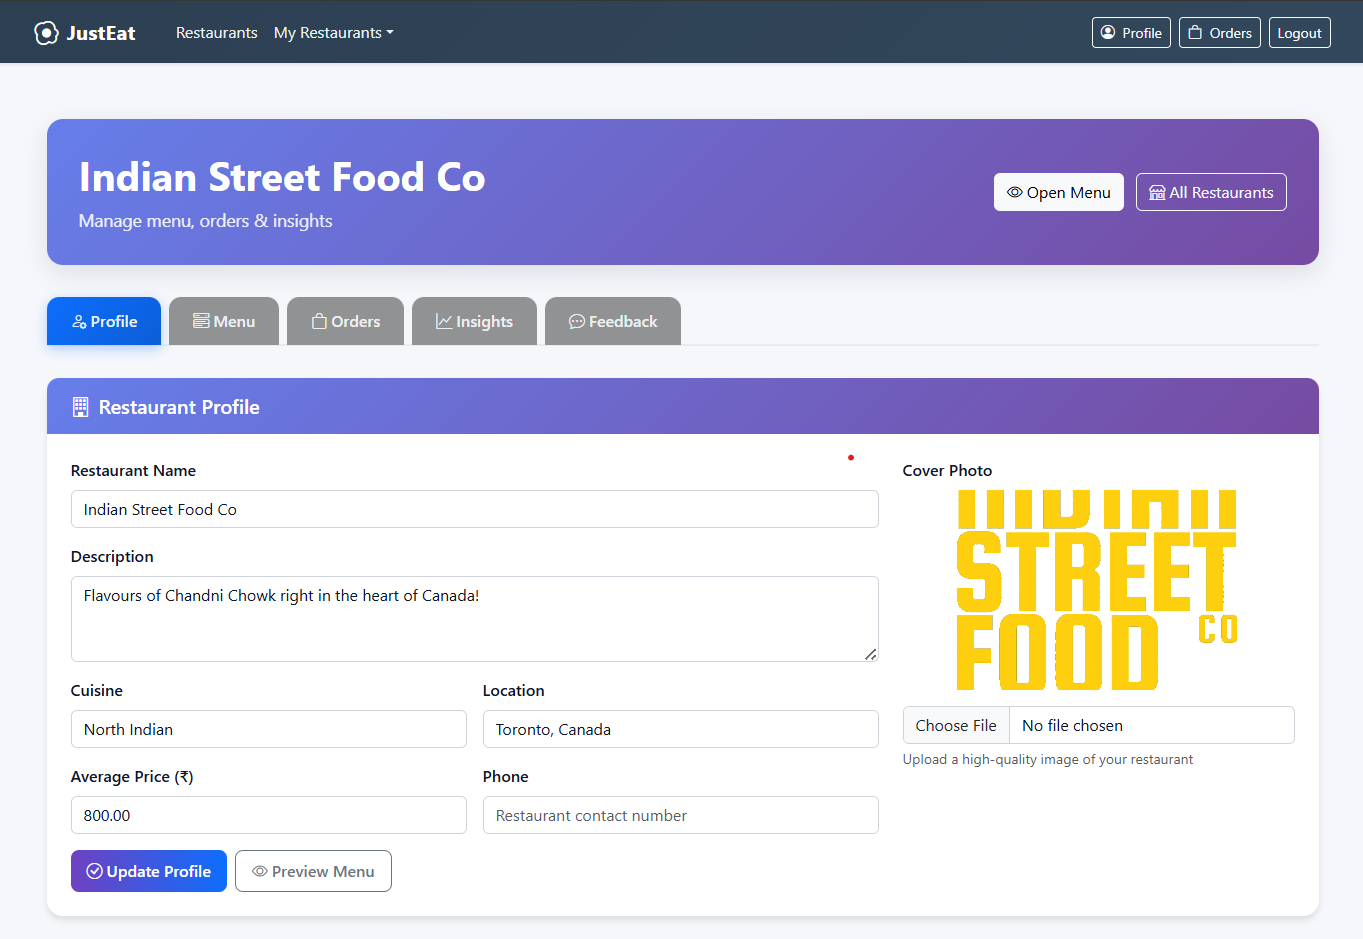 JustEat
Restaurants
My Restaurants
Profile
Orders
Logout
Indian Street Food Co
Manage menu, orders & insights
Open Menu
All Restaurants
Profile
Menu
Orders
Insights
Feedback
Restaurant Profile
Restaurant Name
Indian Street Food Co
Description
Flavours of Chandni Chowk right in the heart of Canada!
Cuisine
Location
North Indian
Toronto, Canada
Average Price (₹)
Phone
800.00
Restaurant contact number
Update Profile
Preview Menu
Cover Photo
INDIAN
STREET
FOOD CO
Choose File
No file chosen
Upload a high-quality image of your restaurant